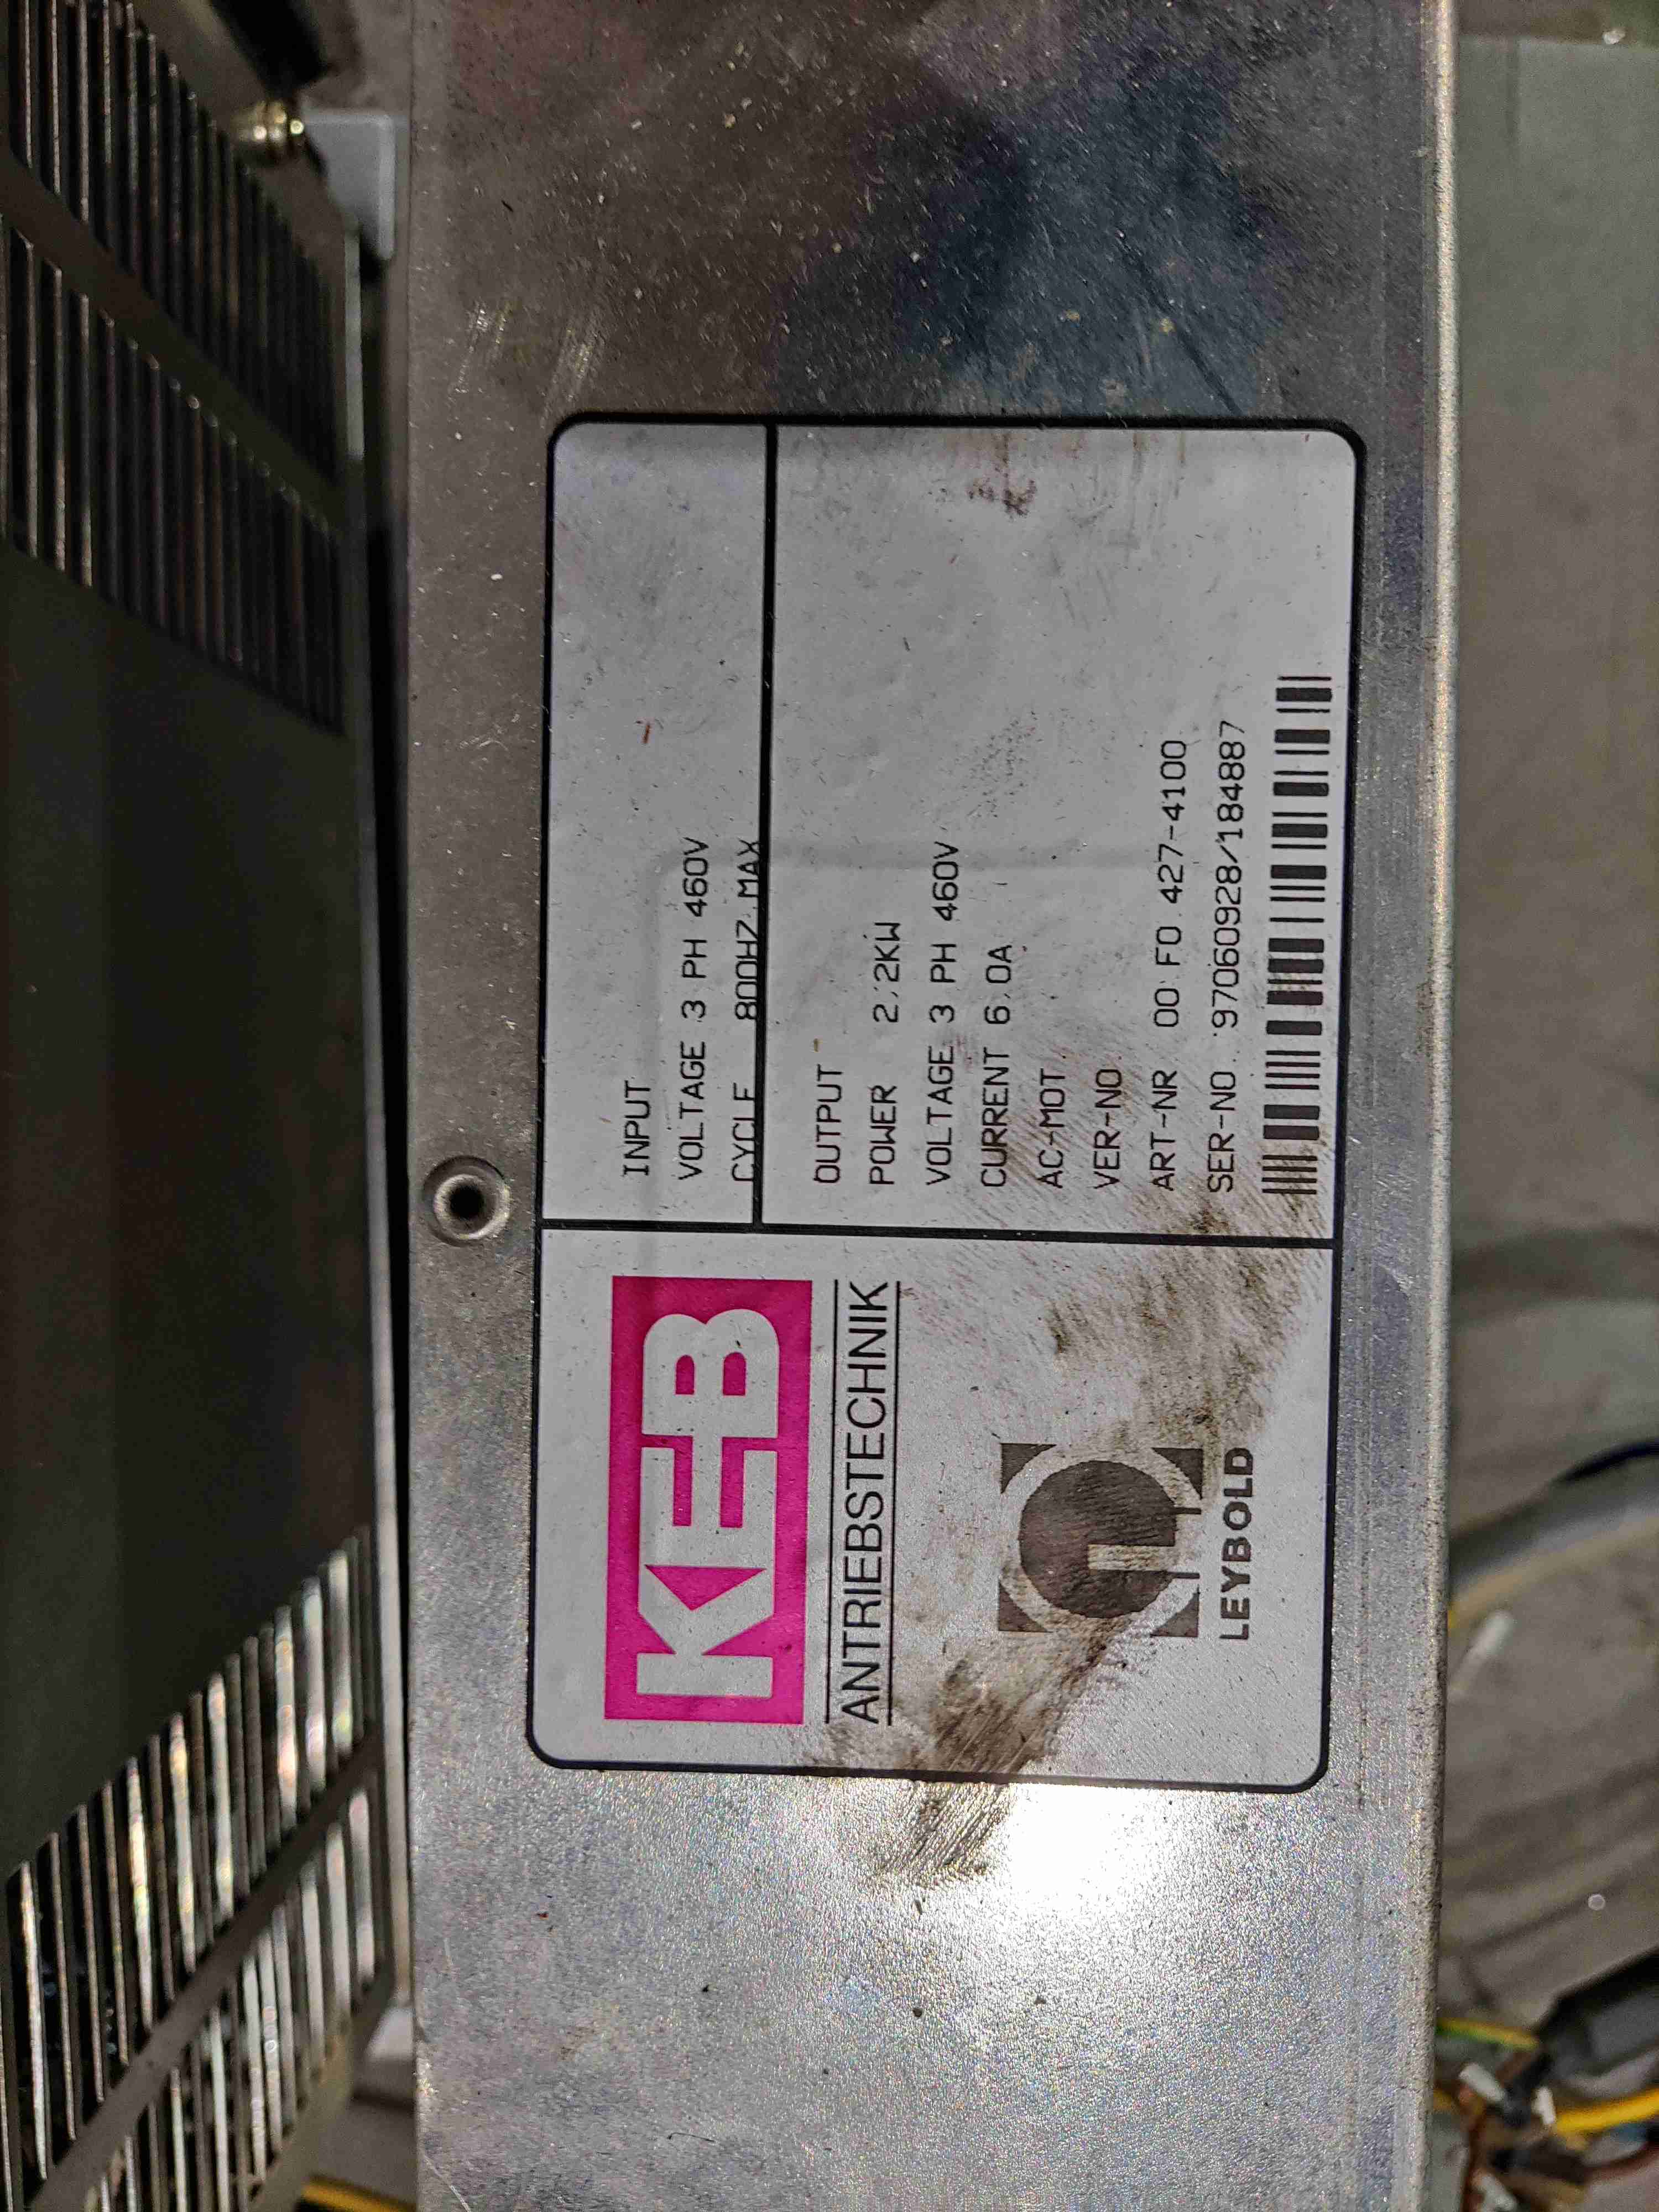 KEB
ANTRIEBSTECHNIK
LEYBOLD
INPUT
VOLTAGE 3 PH 460V
CYCLE 800HZ MAX
OUTPUT
POWER 2,2KW
VOLTAGE 3 PH 460V
CURRENT 6,0A
AC-MOT.
VER-NO.
ART-NR 00 F0 427-4100
SER-NO. 97060928/184887